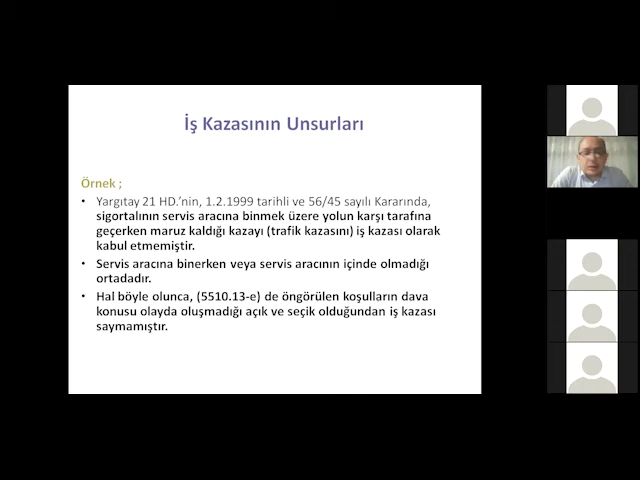 İş Kazasının Unsurları
Örnek ;
• Yargıtay 21 HD.'nin, 1.2.1999 tarihli ve 56/45 sayılı Kararında,
sigortalının servis aracına binmek üzere yolun karşı tarafına
geçerken maruz kaldığı kazayı (trafik kazasını) iş kazası olarak
kabul etmemiştir.
• Servis aracına binerken veya servis aracının içinde olmadığı
ortadadır.
• Hal böyle olunca, (5510.13-e) de öngörülen koşulların dava
konusu olayda oluşmadığı açık ve seçik olduğundan iş kazası
saymamıştır.